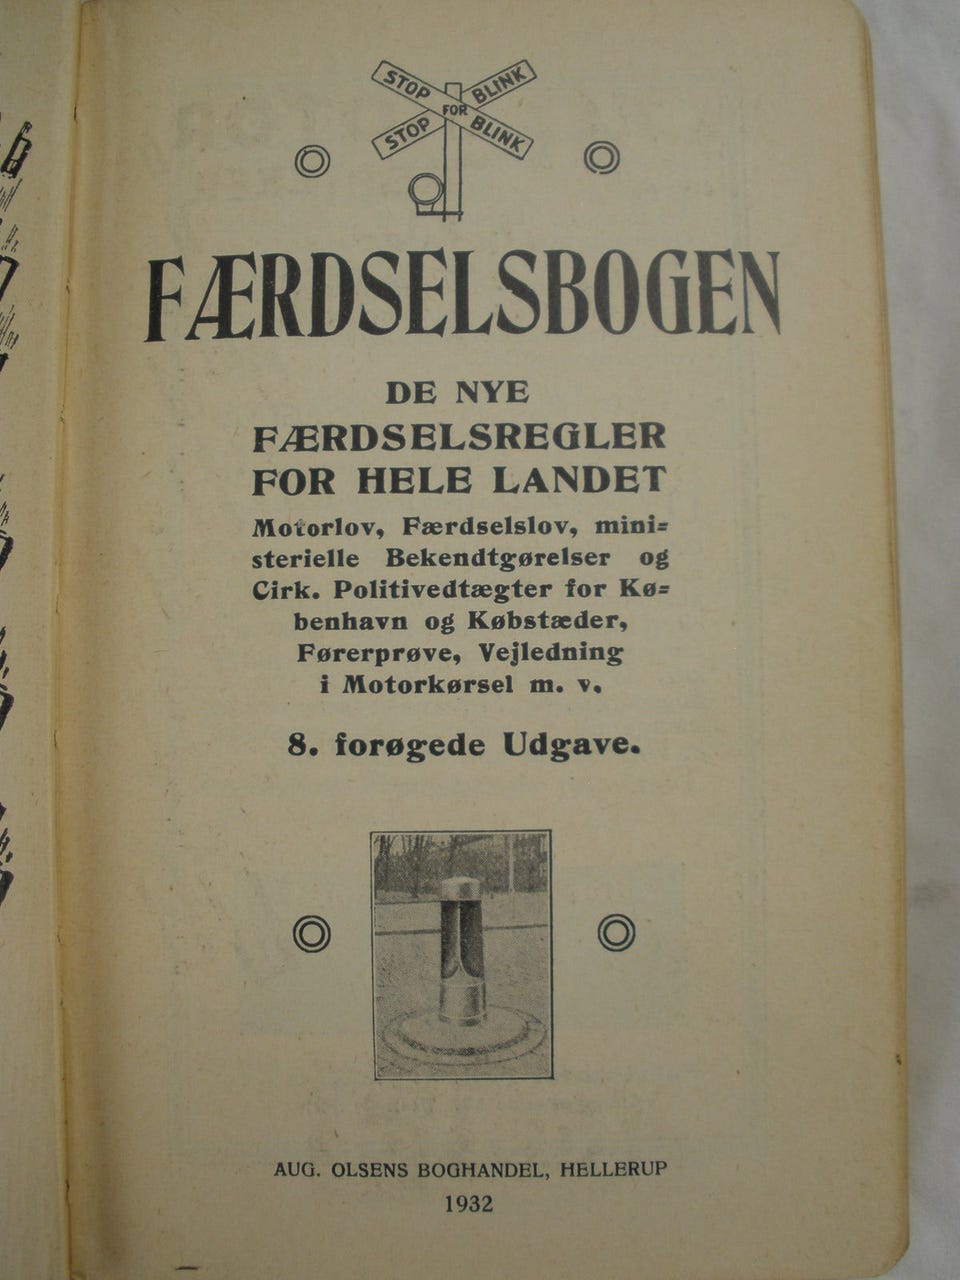 STOP BLINK
FOR
STOP BLINK
FÆRDSELSBOGEN
DE NYE
FÆRDSELSREGLER
FOR HELE LANDET
Motorlov, Færdselslov, mini=
sterielle Bekendtgørelser og
Cirk. Politivedtægter for Kø=
benhavn og Købstæder,
Førerprøve, Vejledning
i Motorkørsel m. v.
8. forøgede Udgave.
AUG. OLSENS BOGHANDEL, HELLERUP
1932